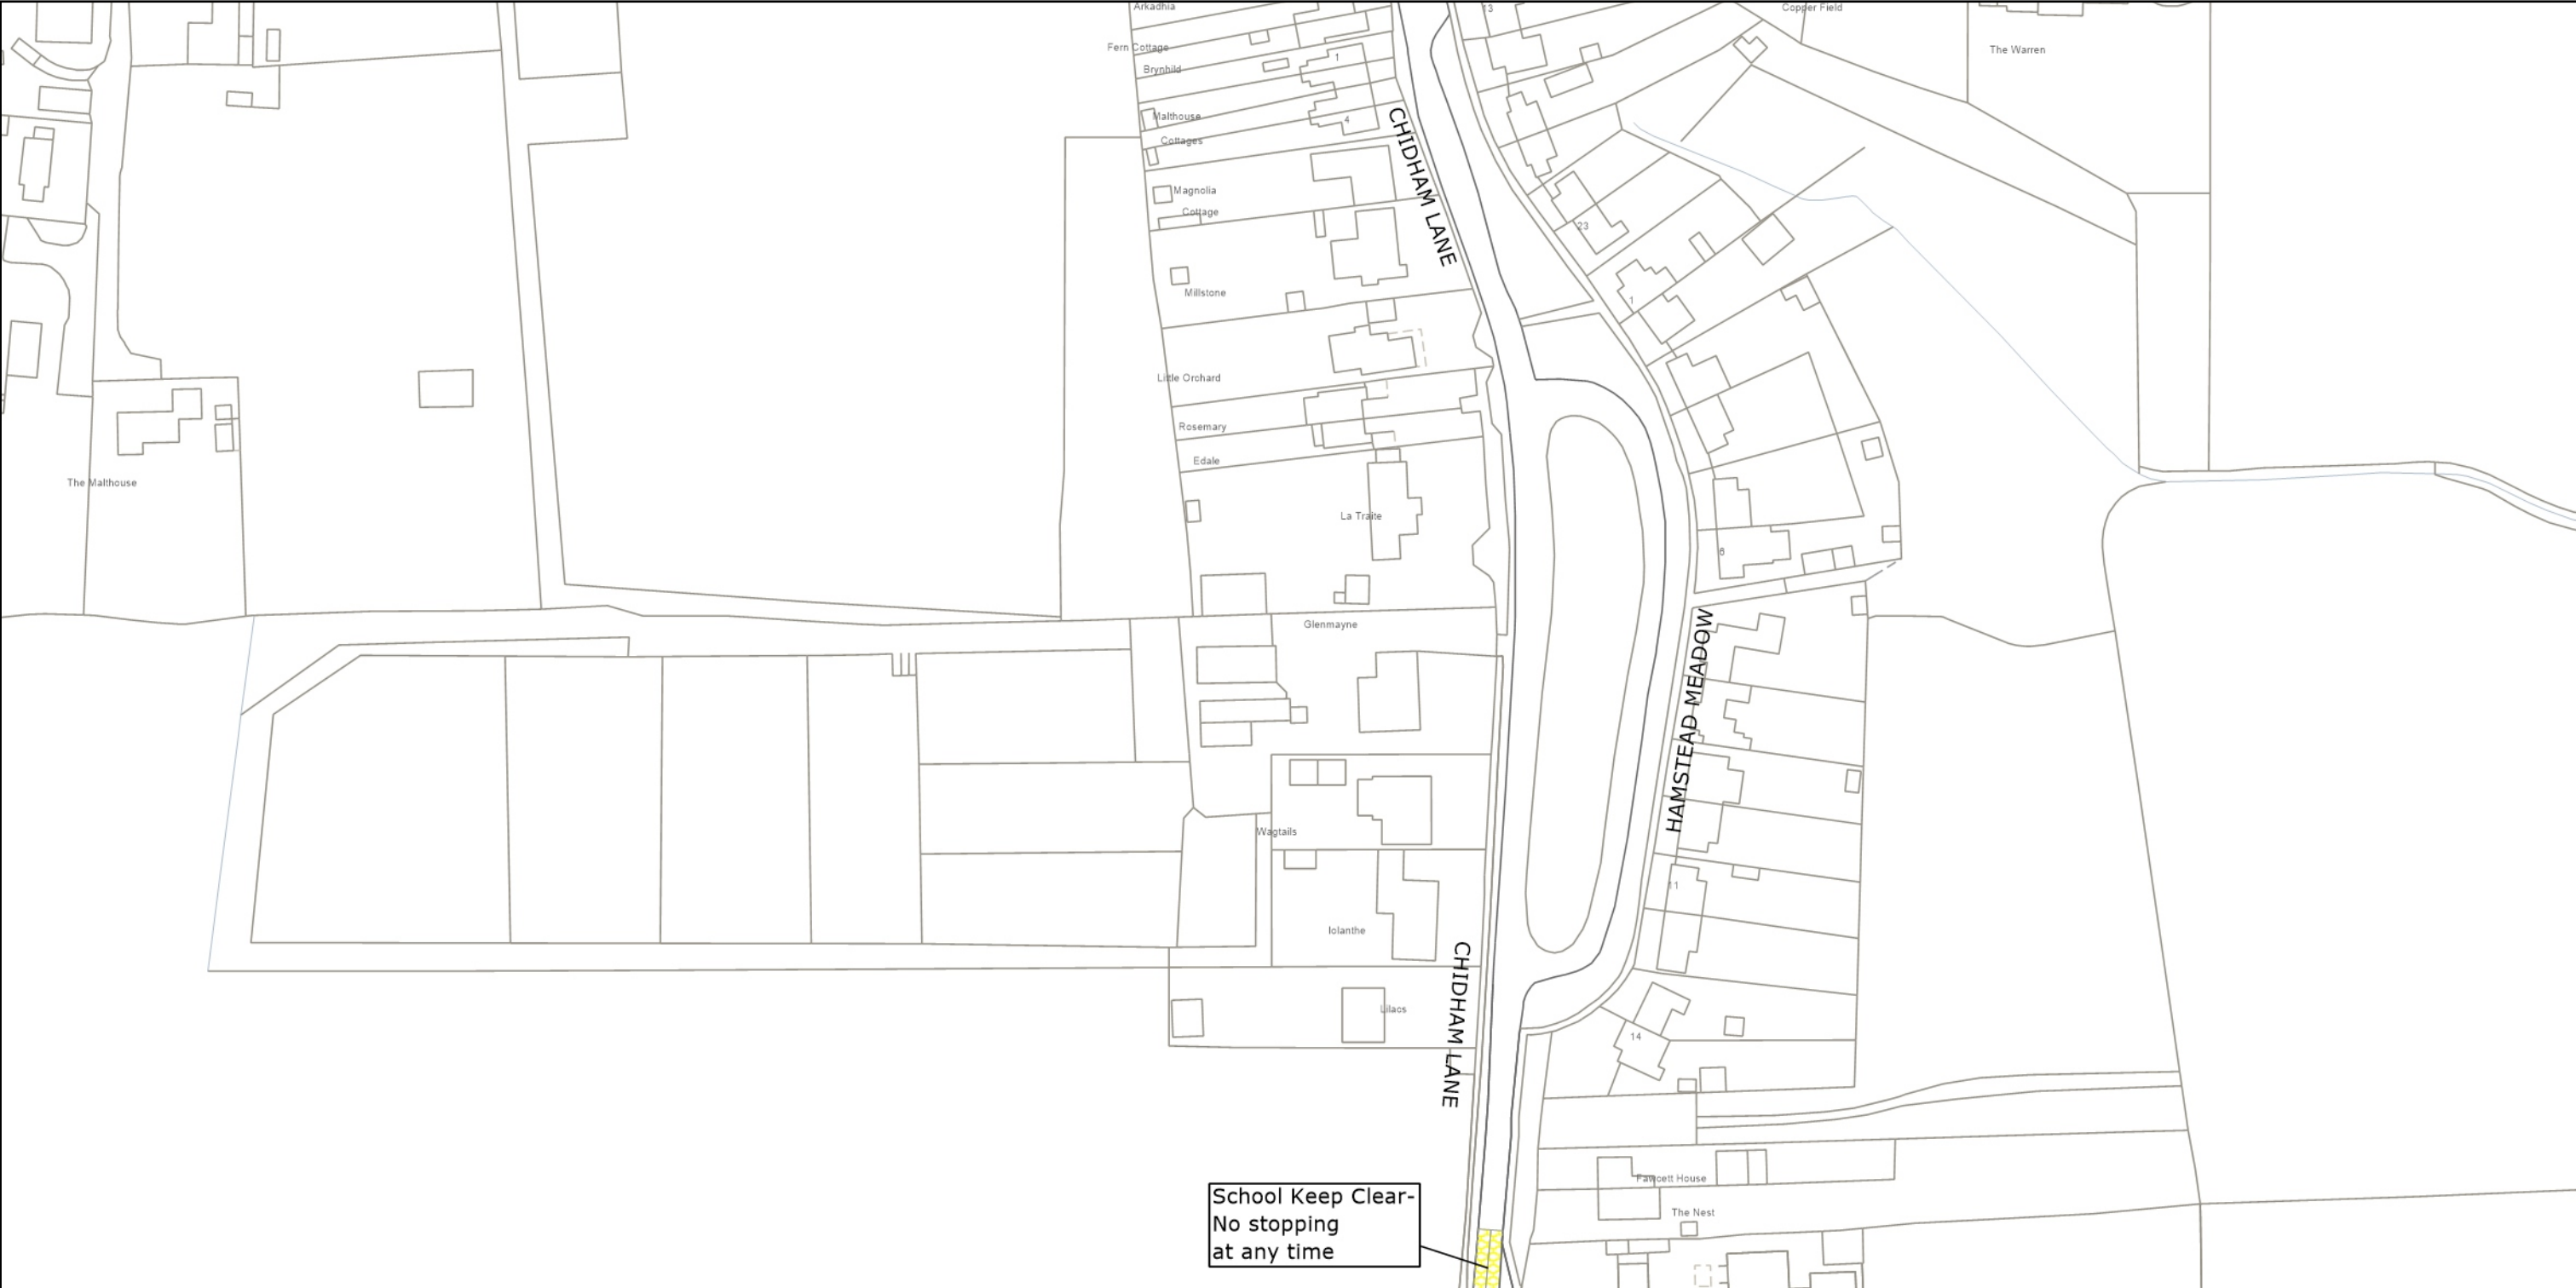 Arkadhia
13
Copper Field
Fern Cottage
The Warren
1
Brynhild
Malthouse
4
Cottages
CHIDHAM LANE
Magnolia
Cottage
23
Millstone
1
Little Orchard
Rosemary
Edale
The Malthouse
La Traite
6
Glenmayne
HAMSTEAD MEADOW
Wagtails
11
Iolanthe
CHIDHAM LANE
Lilacs
14
Fawcett House
School Keep Clear-
No stopping
at any time
The Nest